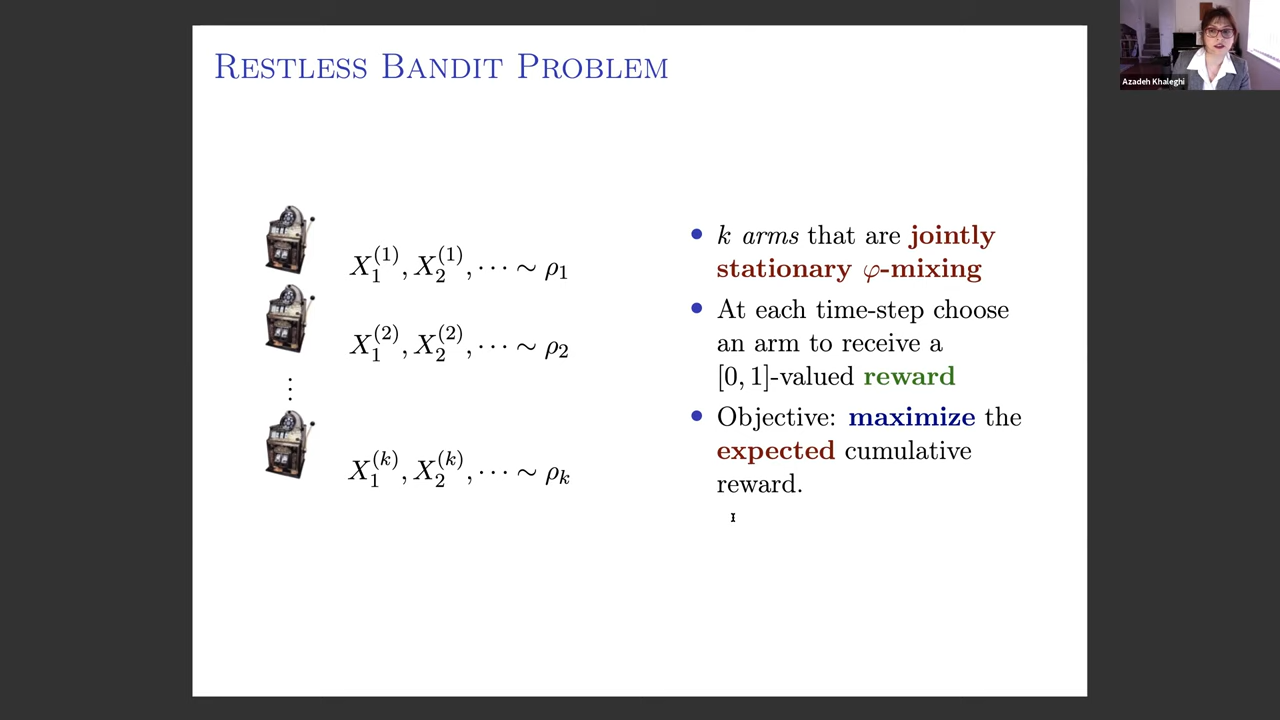 RESTLESS BANDIT PROBLEM
X₁⁽¹⁾, X₂⁽¹⁾, ⋯ ∼ ρ₁
X₁⁽²⁾, X₂⁽²⁾, ⋯ ∼ ρ₂
⋮
X₁⁽ᵏ⁾, X₂⁽ᵏ⁾, ⋯ ∼ ρₖ
• k arms that are jointly
stationary φ-mixing
• At each time-step choose
an arm to receive a
[0, 1]-valued reward
• Objective: maximize the
expected cumulative
reward.
Azadeh Khaleghi